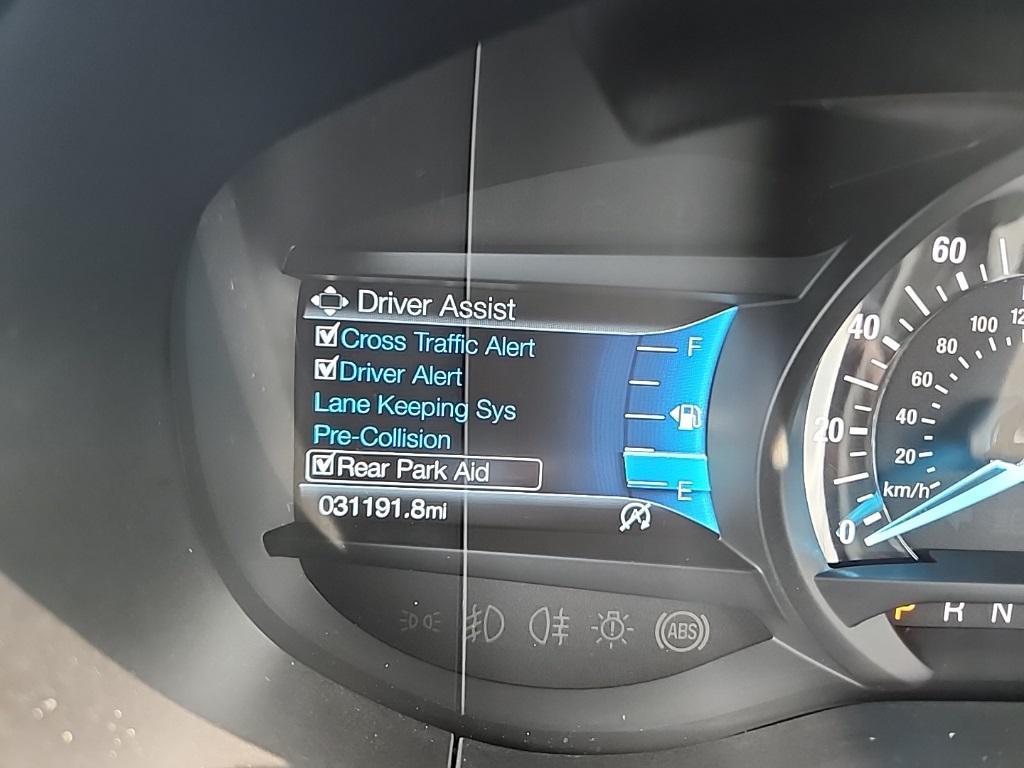 Driver Assist
Cross Traffic Alert
Driver Alert
Lane Keeping Sys
Pre-Collision
Rear Park Aid
031191.8mi
F
E
ABS
60
40
20
0
100
80
60
40
20
km/h
P R N